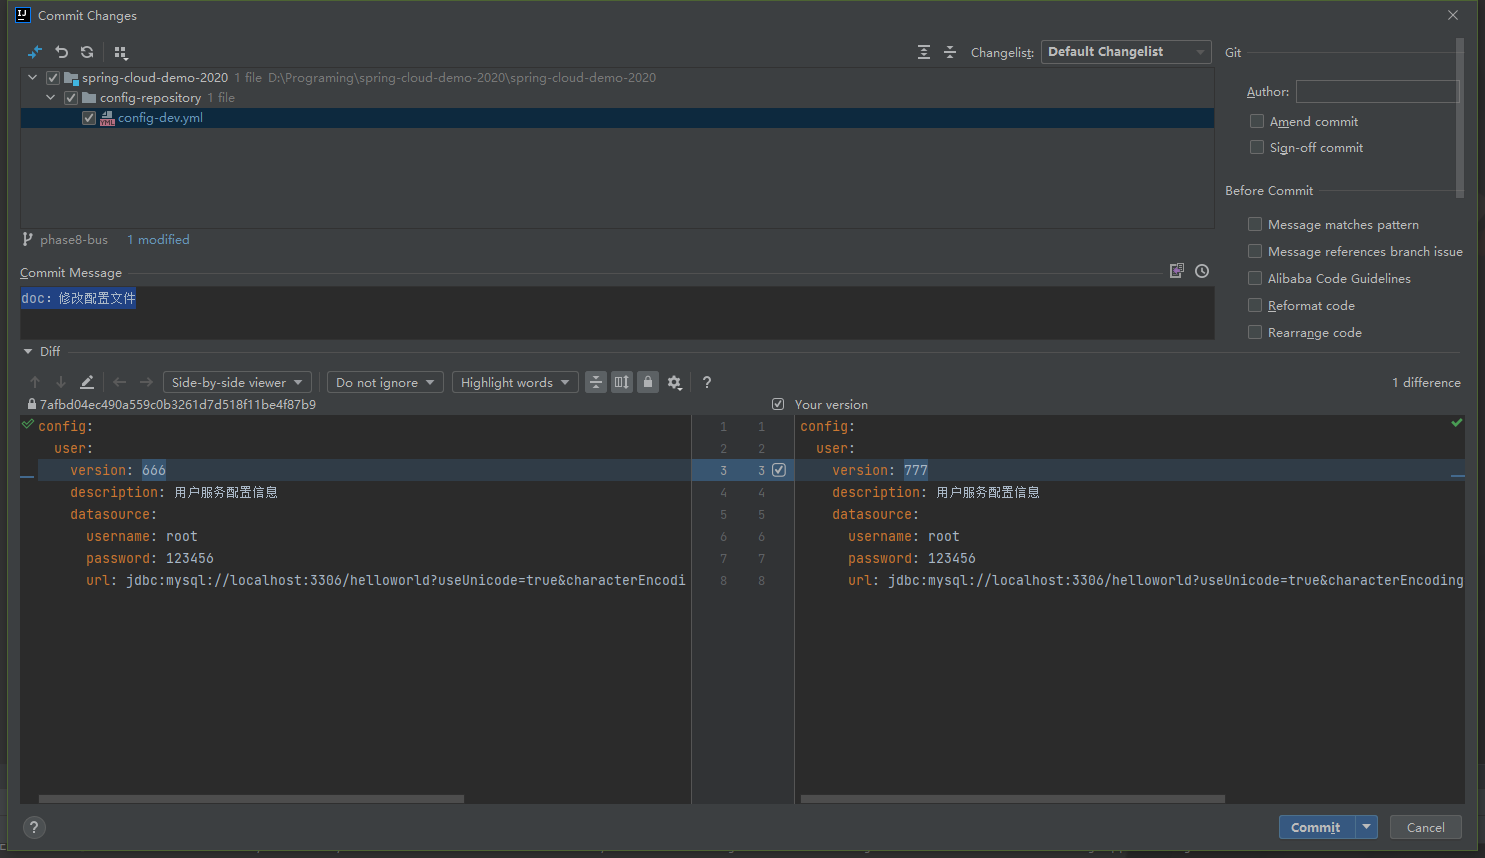 Commit Changes
Changelist: Default Changelist
spring-cloud-demo-2020 1 file D:\Programing\spring-cloud-demo-2020\spring-cloud-demo-2020
config-repository 1 file
config-dev.yml
phase8-bus 1 modified
Commit Message
doc: 修改配置文件
Git
Author:
Amend commit
Sign-off commit
Before Commit
Message matches pattern
Message references branch issue
Alibaba Code Guidelines
Reformat code
Rearrange code
Diff
Side-by-side viewer Do not ignore Highlight words ? 1 difference
7afbd04ec490a559c0b3261d7d518f11be4f87b9
config:
user:
version: 666
description: 用户服务配置信息
datasource:
username: root
password: 123456
url: jdbc:mysql://localhost:3306/helloworld?useUnicode=true&characterEncodi
1 1
2 2
3 3
4 4
5 5
6 6
7 7
8 8
Your version
config:
user:
version: 777
description: 用户服务配置信息
datasource:
username: root
password: 123456
url: jdbc:mysql://localhost:3306/helloworld?useUnicode=true&characterEncoding
? Commit Cancel